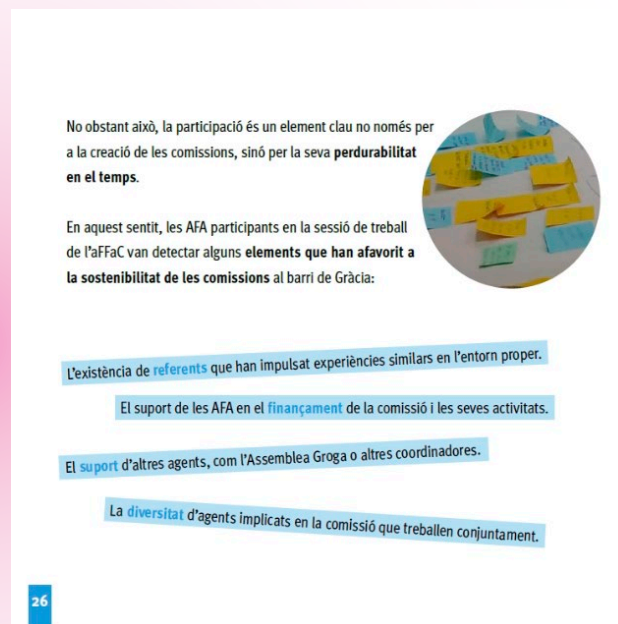 No obstant això, la participació és un element clau no només per
a la creació de les comissions, sinó per la seva perdurabilitat
en el temps.
En aquest sentit, les AFA participants en la sessió de treball
de l'aFFaC van detectar alguns elements que han afavorit a
la sostenibilitat de les comissions al barri de Gràcia:
L'existència de referents que han impulsat experiències similars en l'entorn proper.
El suport de les AFA en el finançament de la comissió i les seves activitats.
El suport d'altres agents, com l'Assemblea Groga o altres coordinadores.
La diversitat d'agents implicats en la comissió que treballen conjuntament.
26